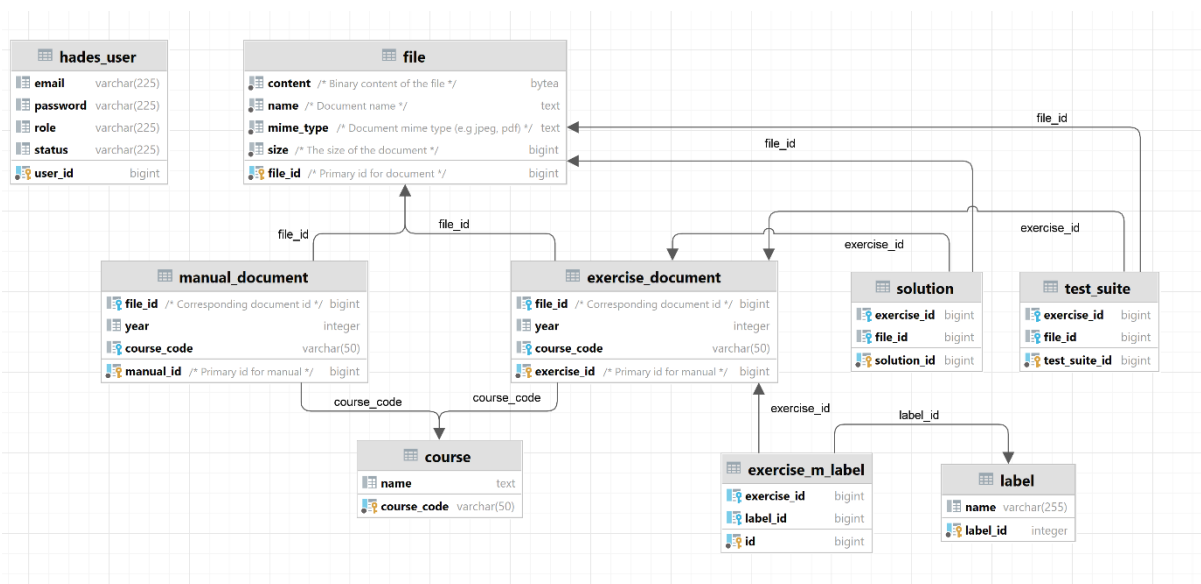 hades_user
email varchar(225)
password varchar(225)
role varchar(225)
status varchar(225)
user_id bigint
file
content /* Binary content of the file */ bytea
name /* Document name */ text
mime_type /* Document mime type (e.g jpeg, pdf) */ text
size /* The size of the document */ bigint
file_id /* Primary id for document */ bigint
file_id
file_id
file_id
file_id
exercise_id
exercise_id
manual_document
file_id /* Corresponding document id */ bigint
year integer
course_code varchar(50)
manual_id /* Primary id for manual */ bigint
exercise_document
file_id /* Corresponding document id */ bigint
year integer
course_code varchar(50)
exercise_id /* Primary id for manual */ bigint
solution
exercise_id bigint
file_id bigint
solution_id bigint
test_suite
exercise_id bigint
file_id bigint
test_suite_id bigint
course_code
course_code
exercise_id
label_id
course
name text
course_code varchar(50)
exercise_m_label
exercise_id bigint
label_id bigint
id bigint
label
name varchar(255)
label_id integer